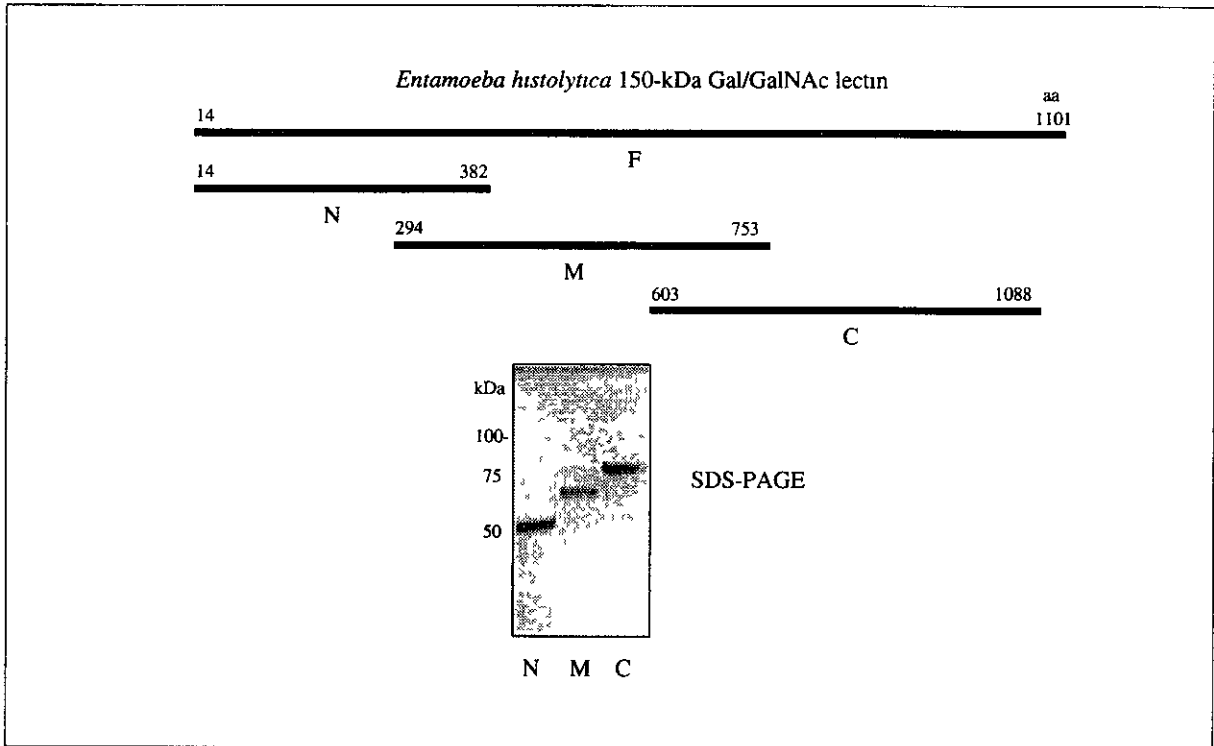 Entamoeba histolytica 150-kDa Gal/GalNAc lectin
aa
14 1101
F
14 382
N
294 753
M
603 1088
C
kDa
100-
75
50
SDS-PAGE
N M C